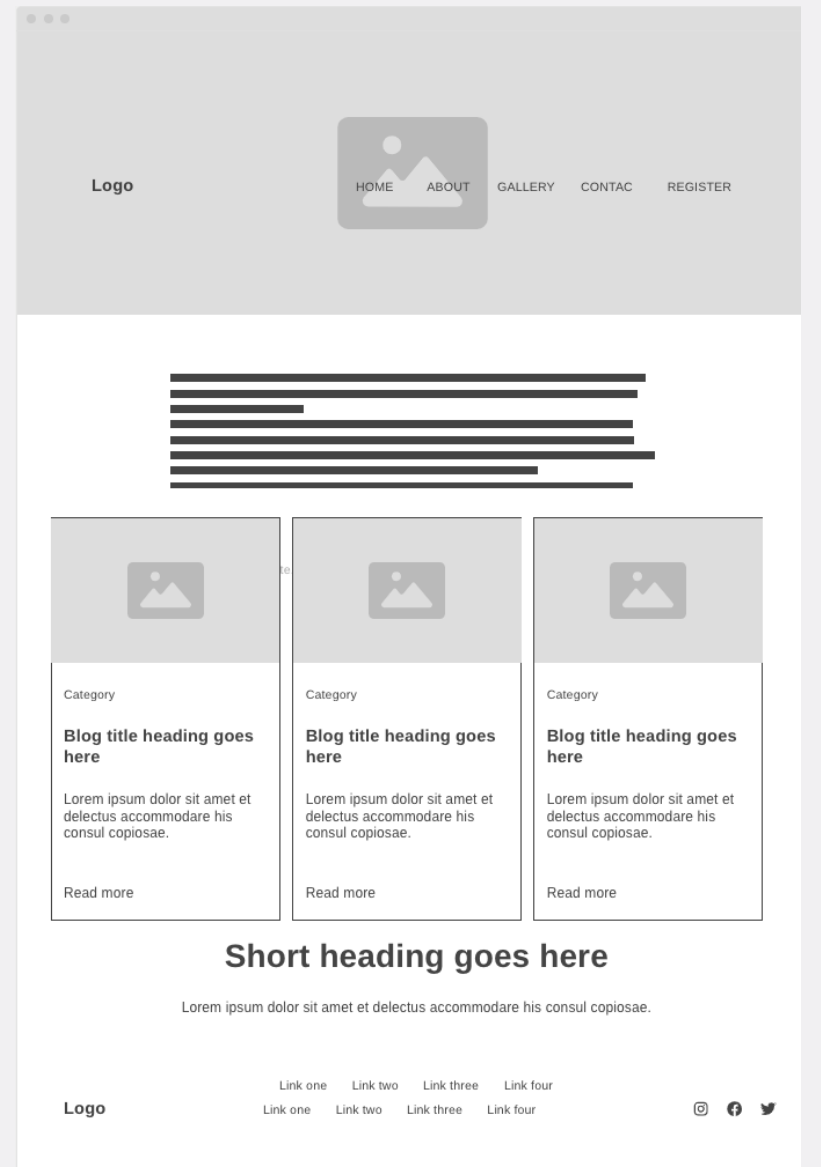 Logo
HOME ABOUT GALLERY CONTAC REGISTER
te
Category
Blog title heading goes
here
Lorem ipsum dolor sit amet et
delectus accommodare his
consul copiosae.
Read more
Category
Blog title heading goes
here
Lorem ipsum dolor sit amet et
delectus accommodare his
consul copiosae.
Read more
Category
Blog title heading goes
here
Lorem ipsum dolor sit amet et
delectus accommodare his
consul copiosae.
Read more
Short heading goes here
Lorem ipsum dolor sit amet et delectus accommodare his consul copiosae.
Link one Link two Link three Link four
Logo
Link one Link two Link three Link four